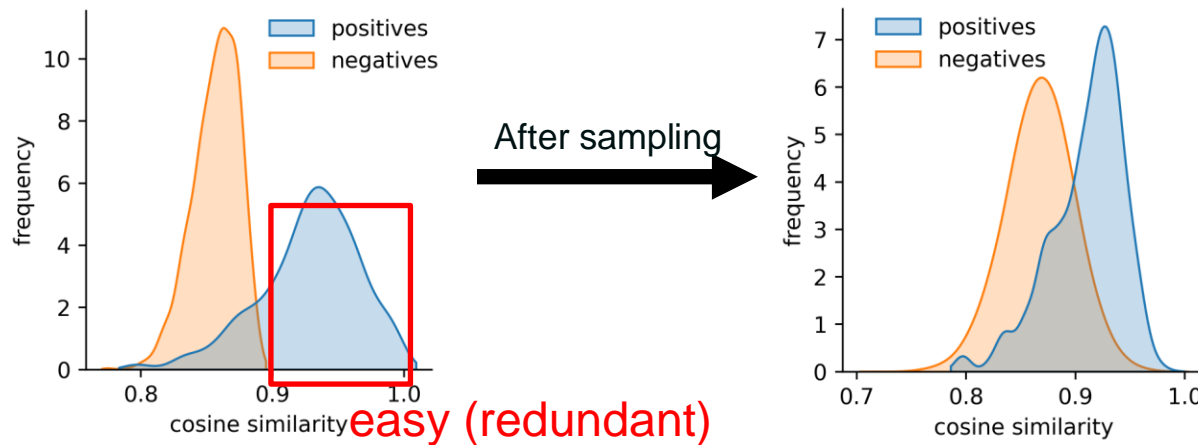 positives
negatives
10
8
6
4
2
0
frequency
0.8
0.9
1.0
cosine similarity
easy (redundant)
After sampling
positives
negatives
7
6
5
4
3
2
1
0
frequency
0.7
0.8
0.9
1.0
cosine similarity